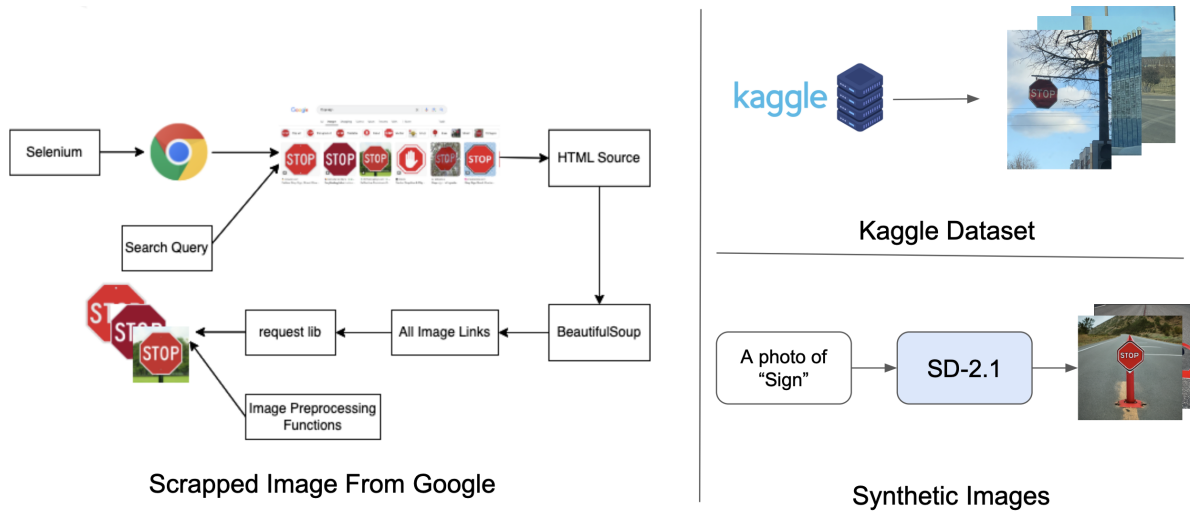 Selenium
Google
STOP STOP STOP STOP STOP
HTML Source
Search Query
STOP
STOP
STOP
request lib
All Image Links
BeautifulSoup
Image Preprocessing
Functions
Scrapped Image From Google
kaggle
STOP
Kaggle Dataset
A photo of
“Sign”
SD-2.1
STOP
Synthetic Images